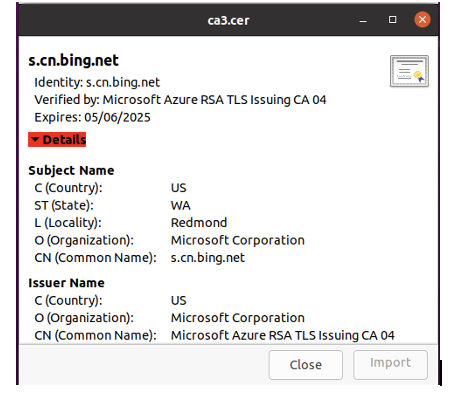 ca3.cer
s.cn.bing.net
Identity: s.cn.bing.net
Verified by: Microsoft Azure RSA TLS Issuing CA 04
Expires: 05/06/2025
Details
Subject Name
C (Country): US
ST (State): WA
L (Locality): Redmond
O (Organization): Microsoft Corporation
CN (Common Name): s.cn.bing.net
Issuer Name
C (Country): US
O (Organization): Microsoft Corporation
CN (Common Name): Microsoft Azure RSA TLS Issuing CA 04
Close Import